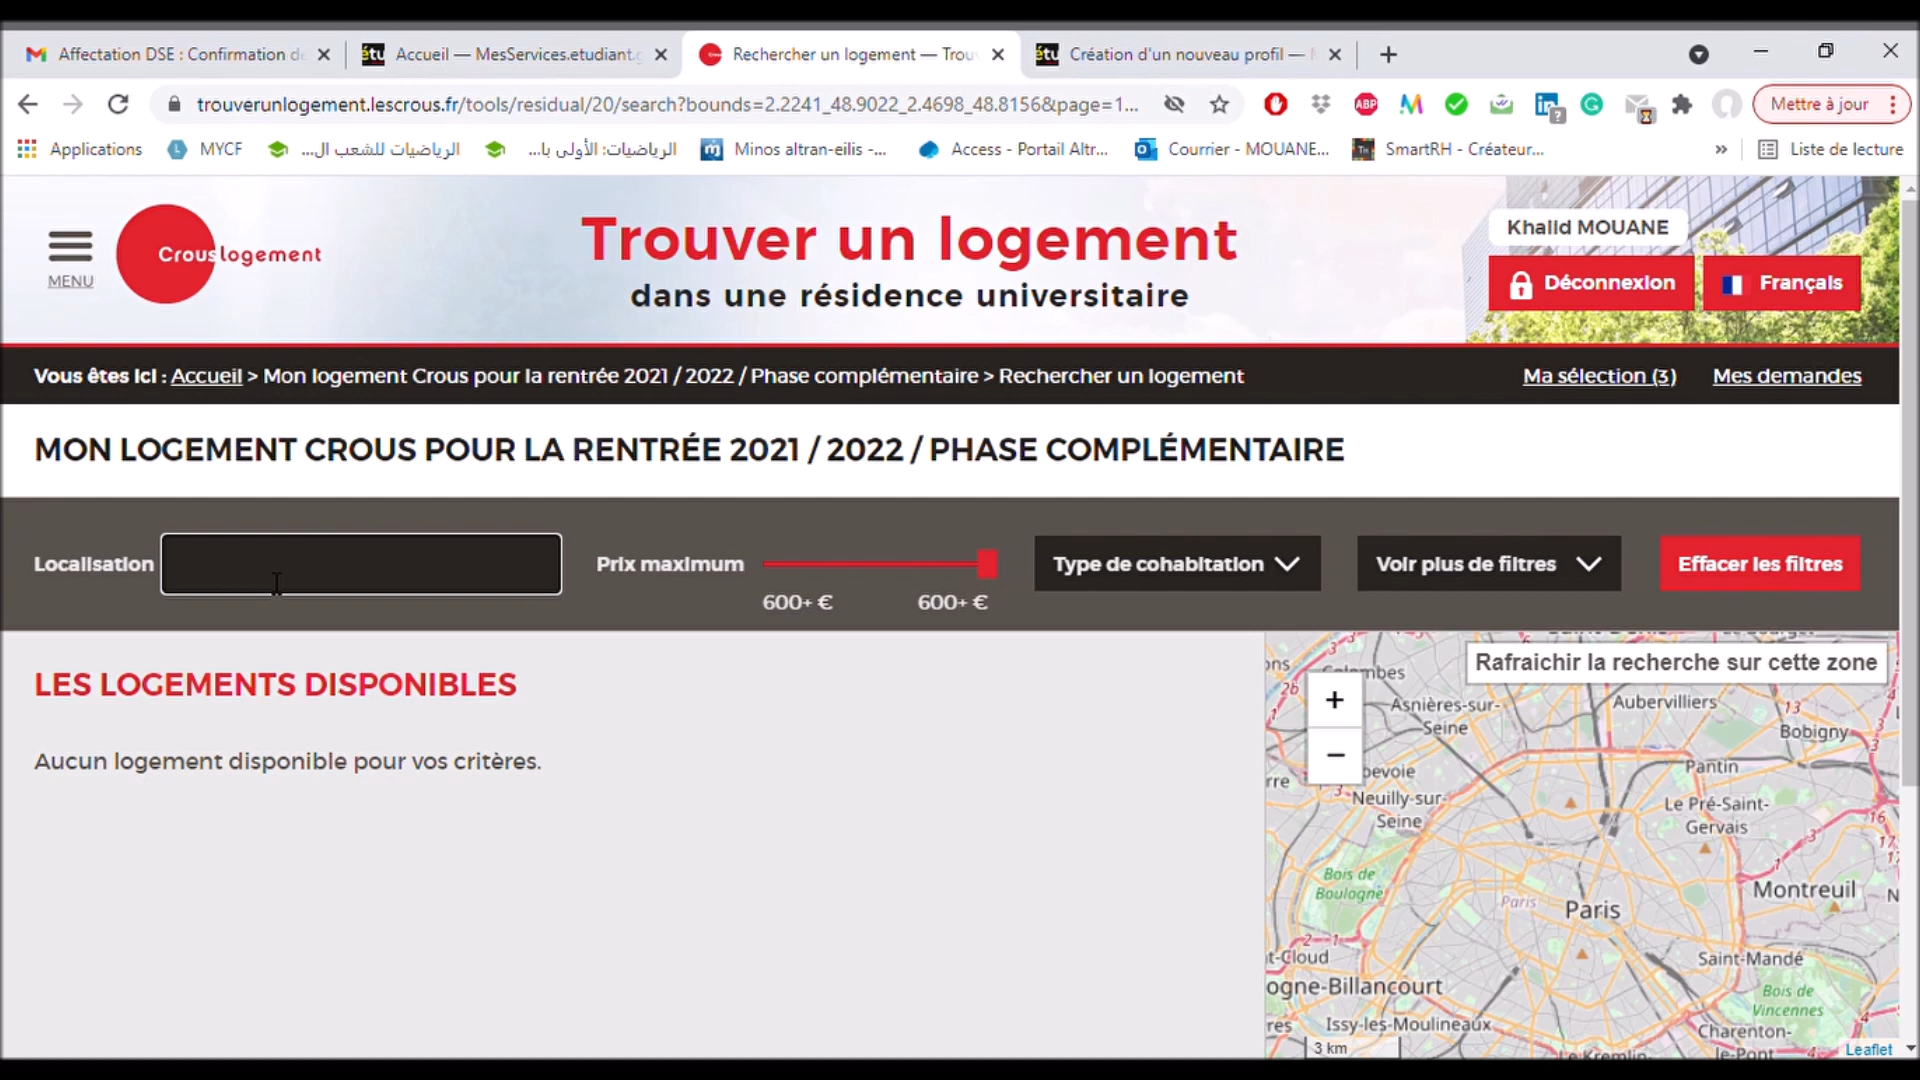 Affectation DSE : Confirmation de
Accueil — MesServices.etudiant.g
Rechercher un logement — Trou
Création d'un nouveau profil —
trouverunlogement.lescrous.fr/tools/residual/20/search?bounds=2.2241_48.9022_2.4698_48.8156&page=1...
Mettre à jour
Applications
MYCF
الرياضيات للشعب ال...
الرياضيات: الأولى با...
Minos altran-eilis -...
Access - Portail Altr...
Courrier - MOUANE...
SmartRH - Créateur...
»
Liste de lecture
MENU
Crous logement
Trouver un logement
dans une résidence universitaire
Khalid MOUANE
Déconnexion
Français
Vous êtes ici : Accueil > Mon logement Crous pour la rentrée 2021 / 2022 / Phase complémentaire > Rechercher un logement
Ma sélection (3)
Mes demandes
MON LOGEMENT CROUS POUR LA RENTRÉE 2021 / 2022 / PHASE COMPLÉMENTAIRE
Localisation
Prix maximum
600+ €
600+ €
Type de cohabitation
Voir plus de filtres
Effacer les filtres
LES LOGEMENTS DISPONIBLES
Aucun logement disponible pour vos critères.
Rafraichir la recherche sur cette zone
+
−
Asnières-sur-
Seine
Aubervilliers
Bobigny
Pantin
Neuilly-sur-
Seine
Le Pré-Saint-
Gervais
Bois de
Boulogne
Montreuil
Paris
Paris
t-Cloud
Saint-Mandé
ogne-Billancourt
Bois de
Vincennes
Issy-les-Moulineaux
Charenton-
le-Pont
3 km
Leaflet